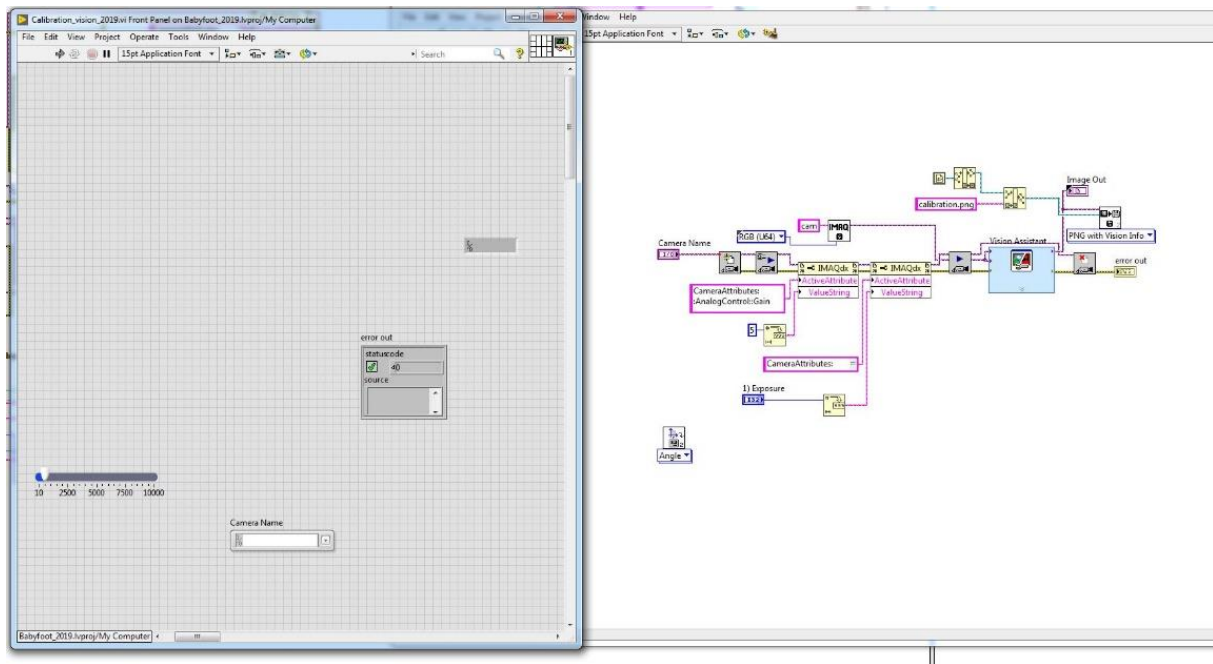 Calibration_vision_2019.vi Front Panel on Babyfoot_2019.lvproj/My Computer
File Edit View Project Operate Tools Window Help
15pt Application Font
Search
error out
status code
0
source
10 2500 5000 7500 10000
Camera Name
Babyfoot_2019.lvproj/My Computer
Window Help
15pt Application Font
Image Out
calibration.png
cam
IMAQ
RGB (U64)
PNG with Vision Info
Vision Assistant
Camera Name
error out
IMAQdx
IMAQdx
ActiveAttribute
ActiveAttribute
ValueString
ValueString
CameraAttributes:
:AnalogControl::Gain
5
CameraAttributes:
1) Exposure
I32
Angle